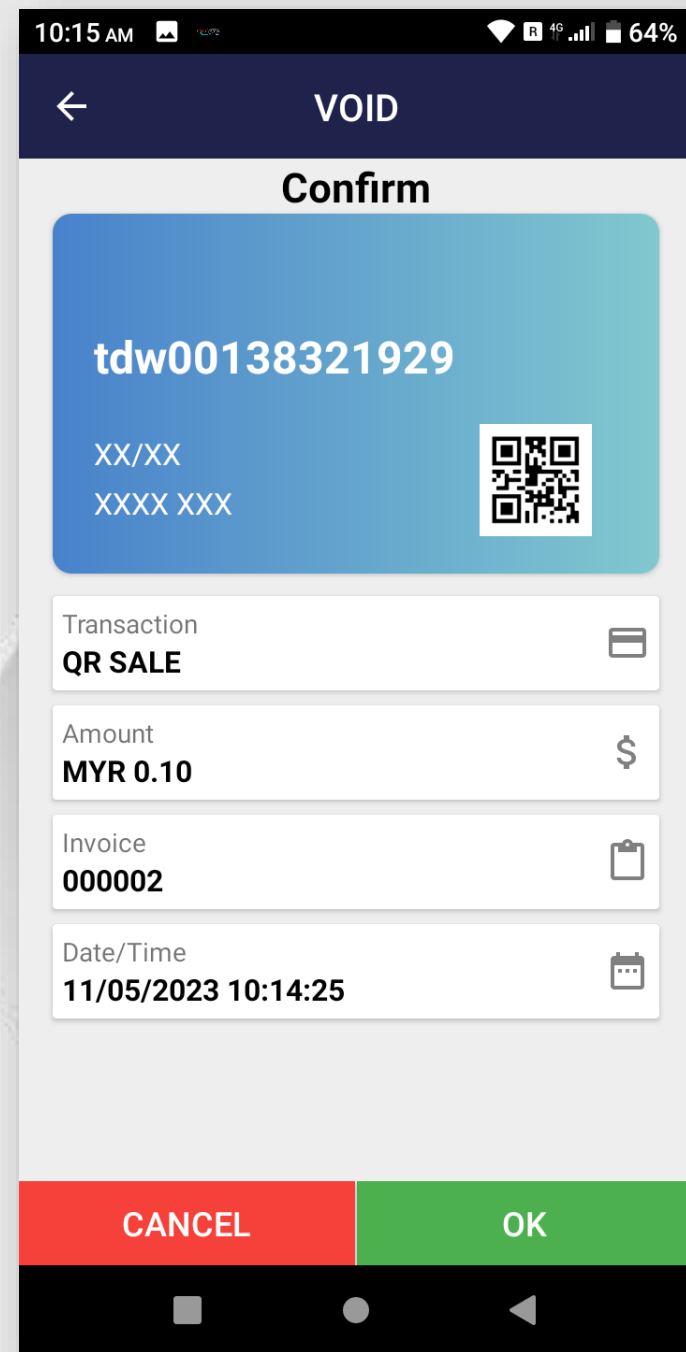 10:15 AM R 4G 64%
VOID
Confirm
tdw00138321929
XX/XX
XXXX XXX
Transaction
QR SALE
Amount
MYR 0.10
$
Invoice
000002
Date/Time
11/05/2023 10:14:25
CANCEL OK